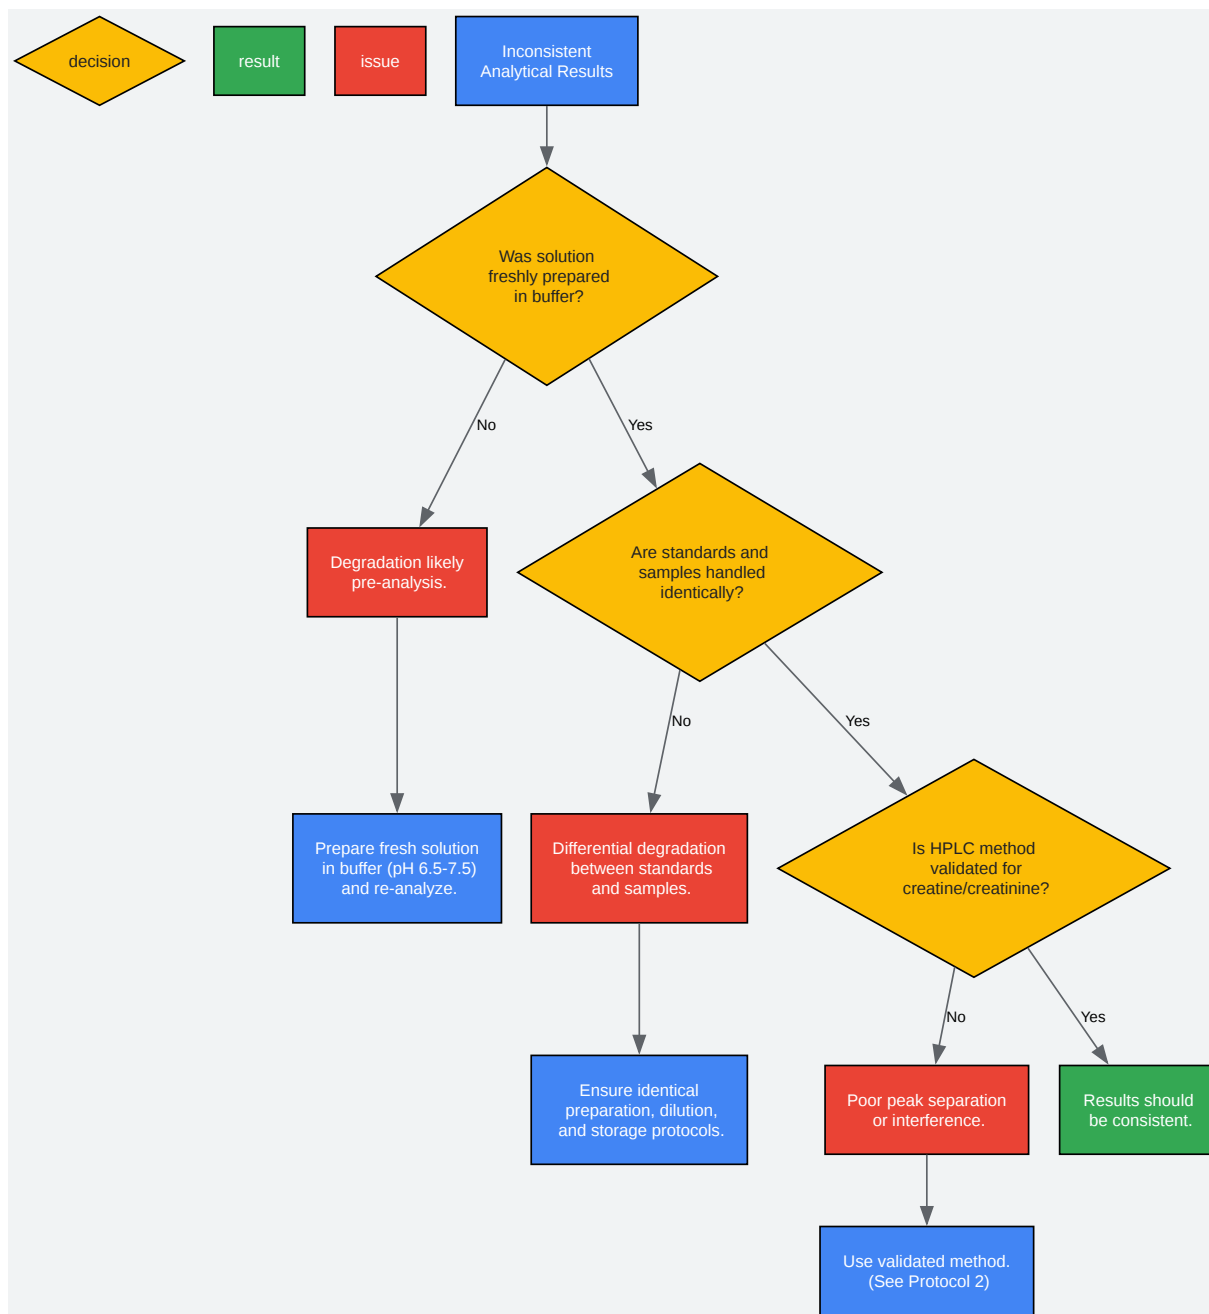 decision
result
issue
Inconsistent
Analytical Results
Was solution
freshly prepared
in buffer?
No
Yes
Degradation likely
pre-analysis.
Are standards and
samples handled
identically?
No
Yes
Prepare fresh solution
in buffer (pH 6.5-7.5)
and re-analyze.
Differential degradation
between standards
and samples.
Is HPLC method
validated for
creatine/creatinine?
No
Yes
Ensure identical
preparation, dilution,
and storage protocols.
Poor peak separation
or interference.
Results should
be consistent.
Use validated method.
(See Protocol 2)